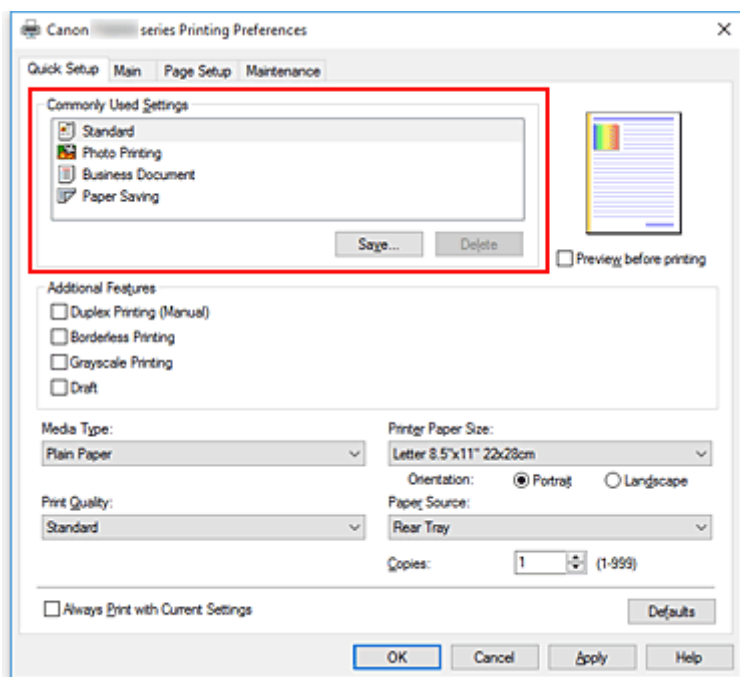 Canon series Printing Preferences
Quick Setup Main Page Setup Maintenance
Commonly Used Settings
Standard
Photo Printing
Business Document
Paper Saving
Save... Delete
Preview before printing
Addtional Features
Duplex Printing (Manual)
Borderless Printing
Grayscale Printing
Draft
Media Type: Printer Paper Size:
Plain Paper Letter 8.5"x11" 22x28cm
Orientation: Portrait Landscape
Print Quality: Paper Source:
Standard Rear Tray
Copies: 1 (1-999)
Always Print with Current Settings Defaults
OK Cancel Apply Help